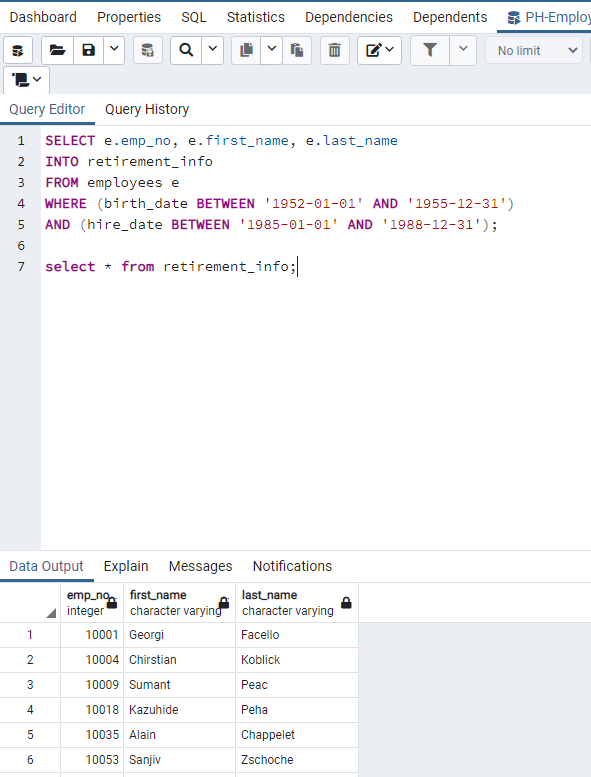 Dashboard Properties SQL Statistics Dependencies Dependents PH-Employ
No limit
Query Editor Query History
1 SELECT e.emp_no, e.first_name, e.last_name
2 INTO retirement_info
3 FROM employees e
4 WHERE (birth_date BETWEEN '1952-01-01' AND '1955-12-31')
5 AND (hire_date BETWEEN '1985-01-01' AND '1988-12-31');
6
7 select * from retirement_info;
Data Output Explain Messages Notifications
emp_no first_name last_name
integer character varying character varying
1 10001 Georgi Facello
2 10004 Chirstian Koblick
3 10009 Sumant Peac
4 10018 Kazuhide Peha
5 10035 Alain Chappelet
6 10053 Sanjiv Zschoche